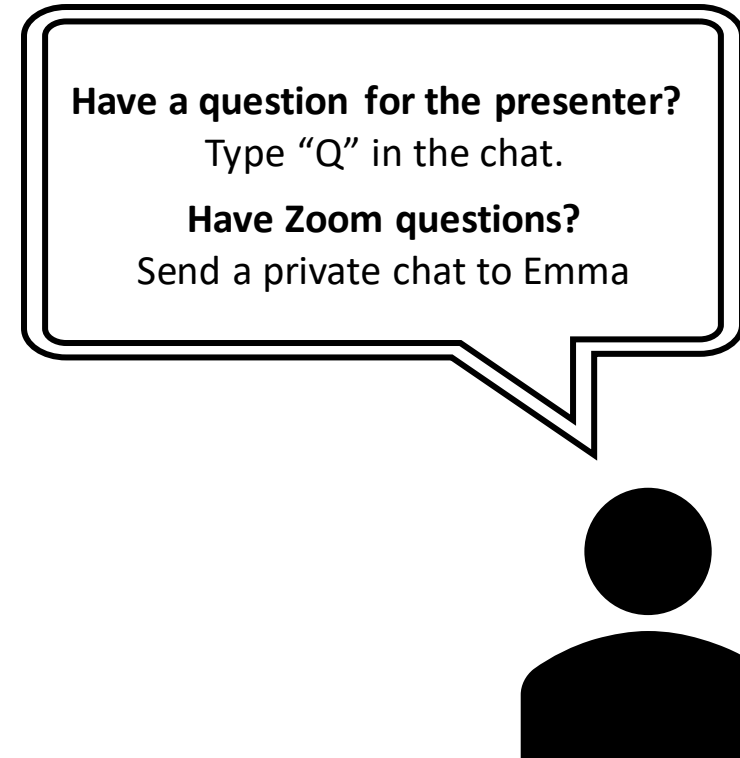 Have a question for the presenter?
Type “Q” in the chat.
Have Zoom questions?
Send a private chat to Emma